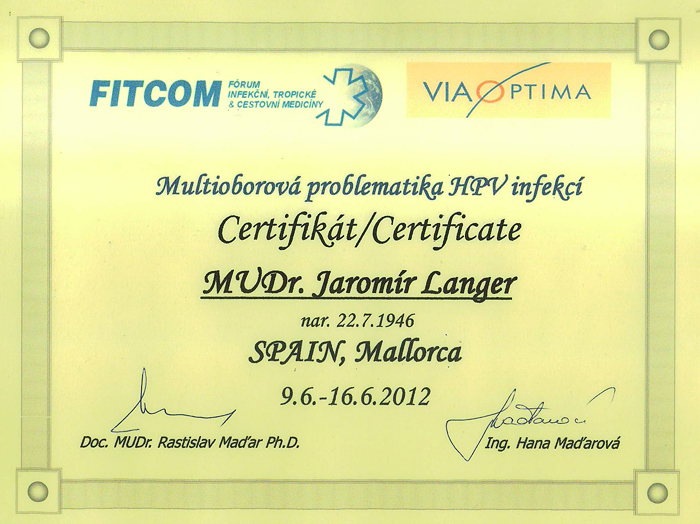 FITCOM
FÓRUM
INFEKČNÍ, TROPICKÉ
& CESTOVNÍ MEDICÍNY
VIA OPTIMA
Multioborová problematika HPV infekcí
Certifikát/Certificate
MUDr. Jaromír Langer
nar. 22.7.1946
SPAIN, Mallorca
9.6.-16.6.2012
Doc. MUDr. Rastislav Maďar Ph.D.
Ing. Hana Maďarová